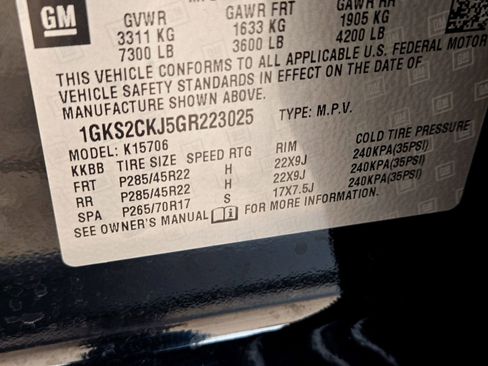 GM
GVWR GAWR FRT GAWR RR
3311 KG 1633 KG 1905 KG
7300 LB 3600 LB 4200 LB
THIS VEHICLE CONFORMS TO ALL APPLICABLE U.S. FEDERAL MOTOR
VEHICLE SAFETY STANDARDS IN EFFECT ON THE DATE OF
MANUFACTURE SHOWN ABOVE.
1GKS2CKJ5GR223025 TYPE: M.P.V.
MODEL: K15706 COLD TIRE PRESSURE
KKBB TIRE SIZE SPEED RTG RIM 240KPA(35PSI)
FRT P285/45R22 H 22X9J 240KPA(35PSI)
RR P285/45R22 H 22X9J 240KPA(35PSI)
SPA P265/70R17 S 17X7.5J
SEE OWNER'S MANUAL FOR MORE INFORMATION.